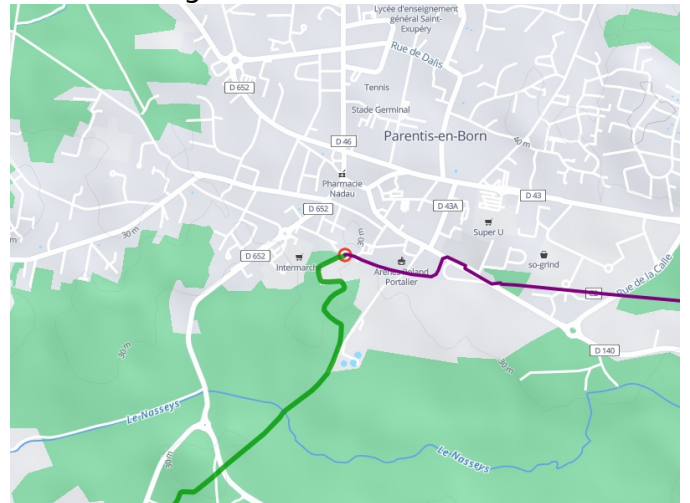 Lycée d'enseignement
général Saint-
Exupéry
Rue de Dalis
D 652
Tennis
Stade Germinal
D 46
Parentis-en-Born
40 m
Pharmacie
Nadau
D 43
D 652
D 43A
30 m
30 m
Super U
D 652
Intermarché
Arènes Roland
Portalier
so-grind
Rue de la Calle
30 m
D 140
30 m
Le Nasseys
Le Nasseys
30 m